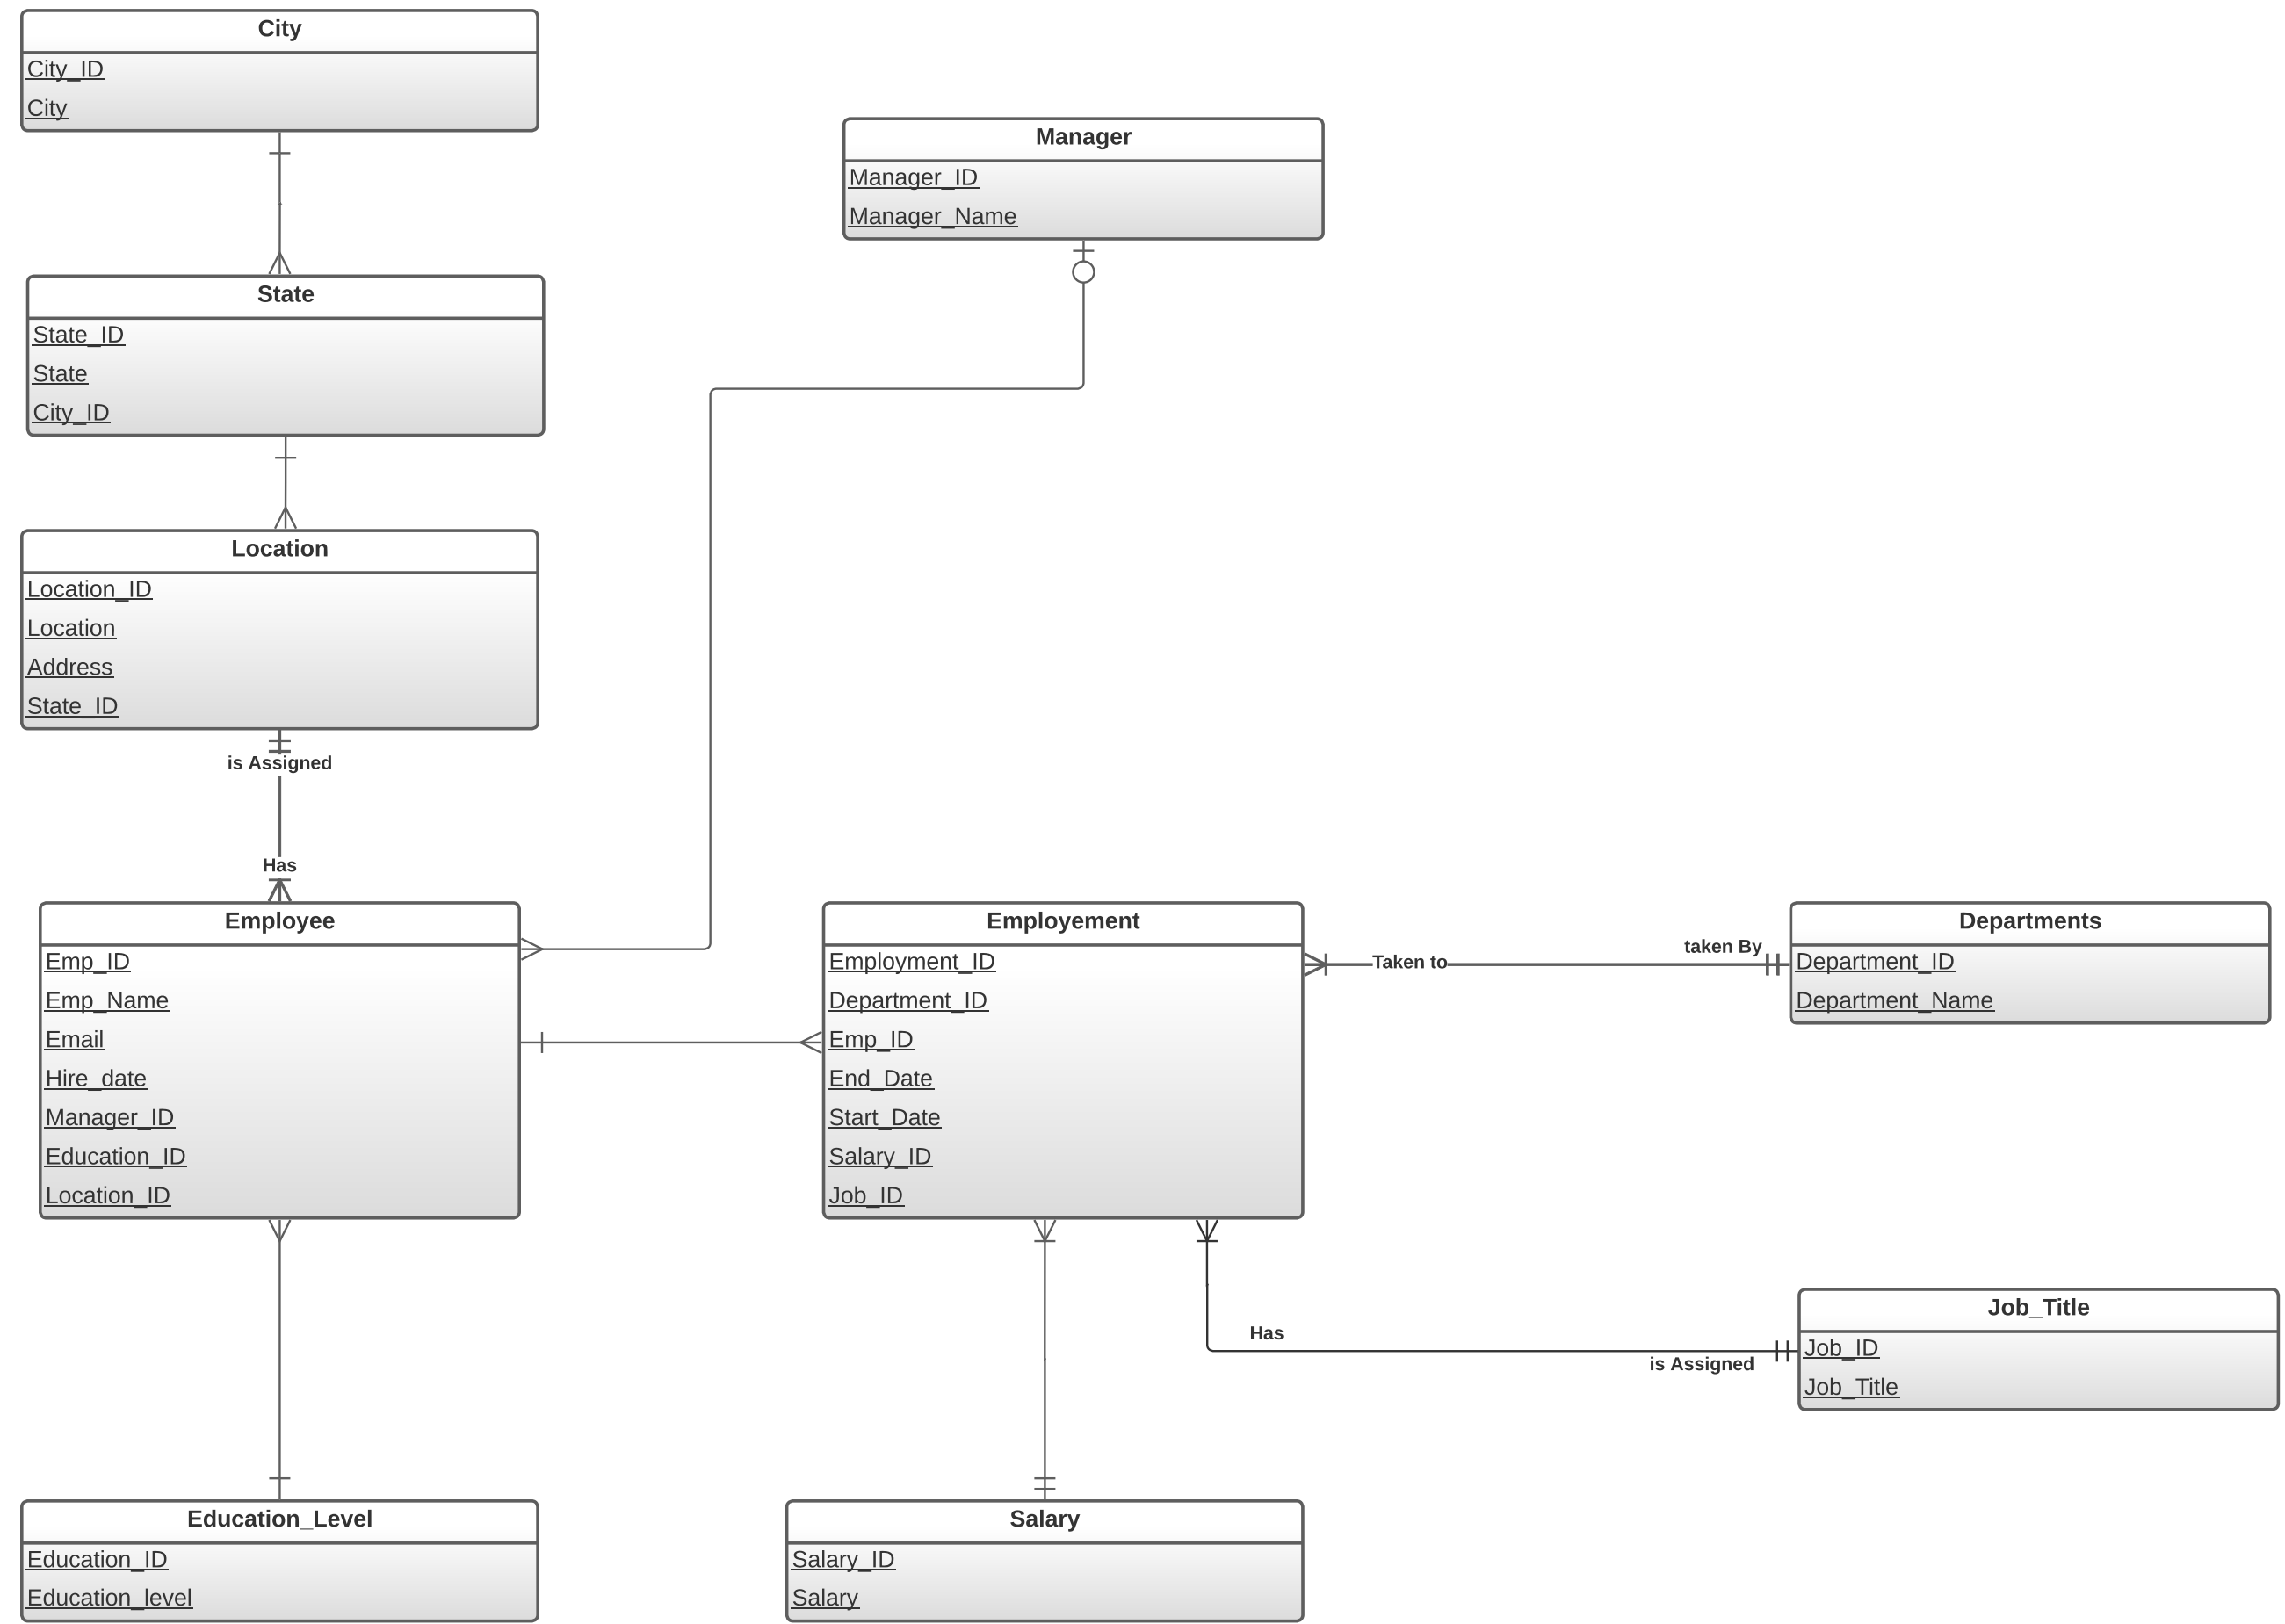 City
City_ID
City
Manager
Manager_ID
Manager_Name
State
State_ID
State
City_ID
Location
Location_ID
Location
Address
State_ID
is Assigned
Has
Employee
Emp_ID
Emp_Name
Email
Hire_date
Manager_ID
Education_ID
Location_ID
Employement
Employment_ID
Department_ID
Emp_ID
End_Date
Start_Date
Salary_ID
Job_ID
Taken to
taken By
Departments
Department_ID
Department_Name
Has
is Assigned
Job_Title
Job_ID
Job_Title
Education_Level
Education_ID
Education_level
Salary
Salary_ID
Salary